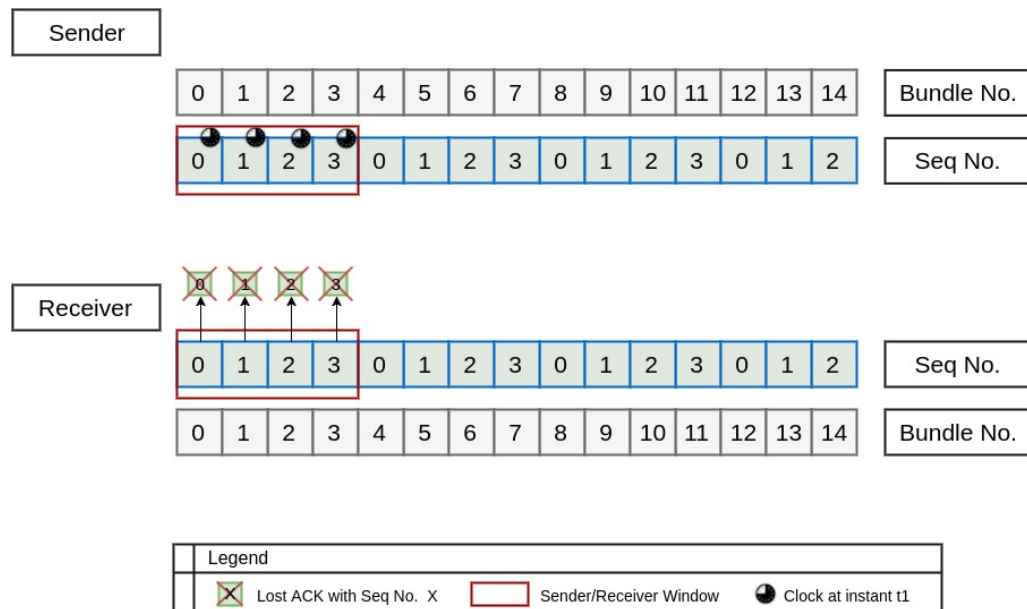 Sender
0 1 2 3 4 5 6 7 8 9 10 11 12 13 14 Bundle No.
0 1 2 3 0 1 2 3 0 1 2 3 0 1 2 Seq No.
0 1 2 3
Receiver
0 1 2 3 0 1 2 3 0 1 2 3 0 1 2 Seq No.
0 1 2 3 4 5 6 7 8 9 10 11 12 13 14 Bundle No.
Legend
X Lost ACK with Seq No. X Sender/Receiver Window Clock at instant t1